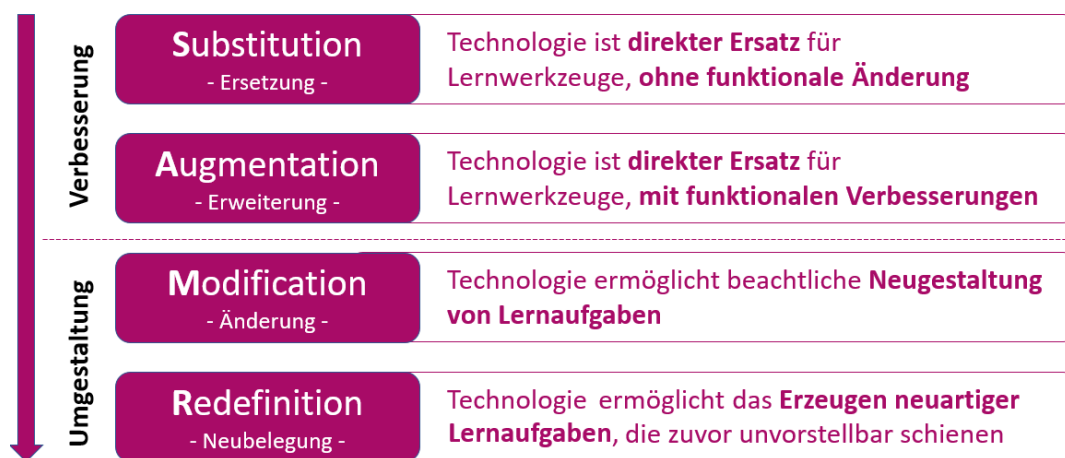 Verbesserung
Substitution
- Ersetzung -
Technologie ist direkter Ersatz für
Lernwerkzeuge, ohne funktionale Änderung
Augmentation
- Erweiterung -
Technologie ist direkter Ersatz für
Lernwerkzeuge, mit funktionalen Verbesserungen
Umgestaltung
Modification
- Änderung -
Technologie ermöglicht beachtliche Neugestaltung
von Lernaufgaben
Redefinition
- Neubelegung -
Technologie ermöglicht das Erzeugen neuartiger
Lernaufgaben, die zuvor unvorstellbar schienen